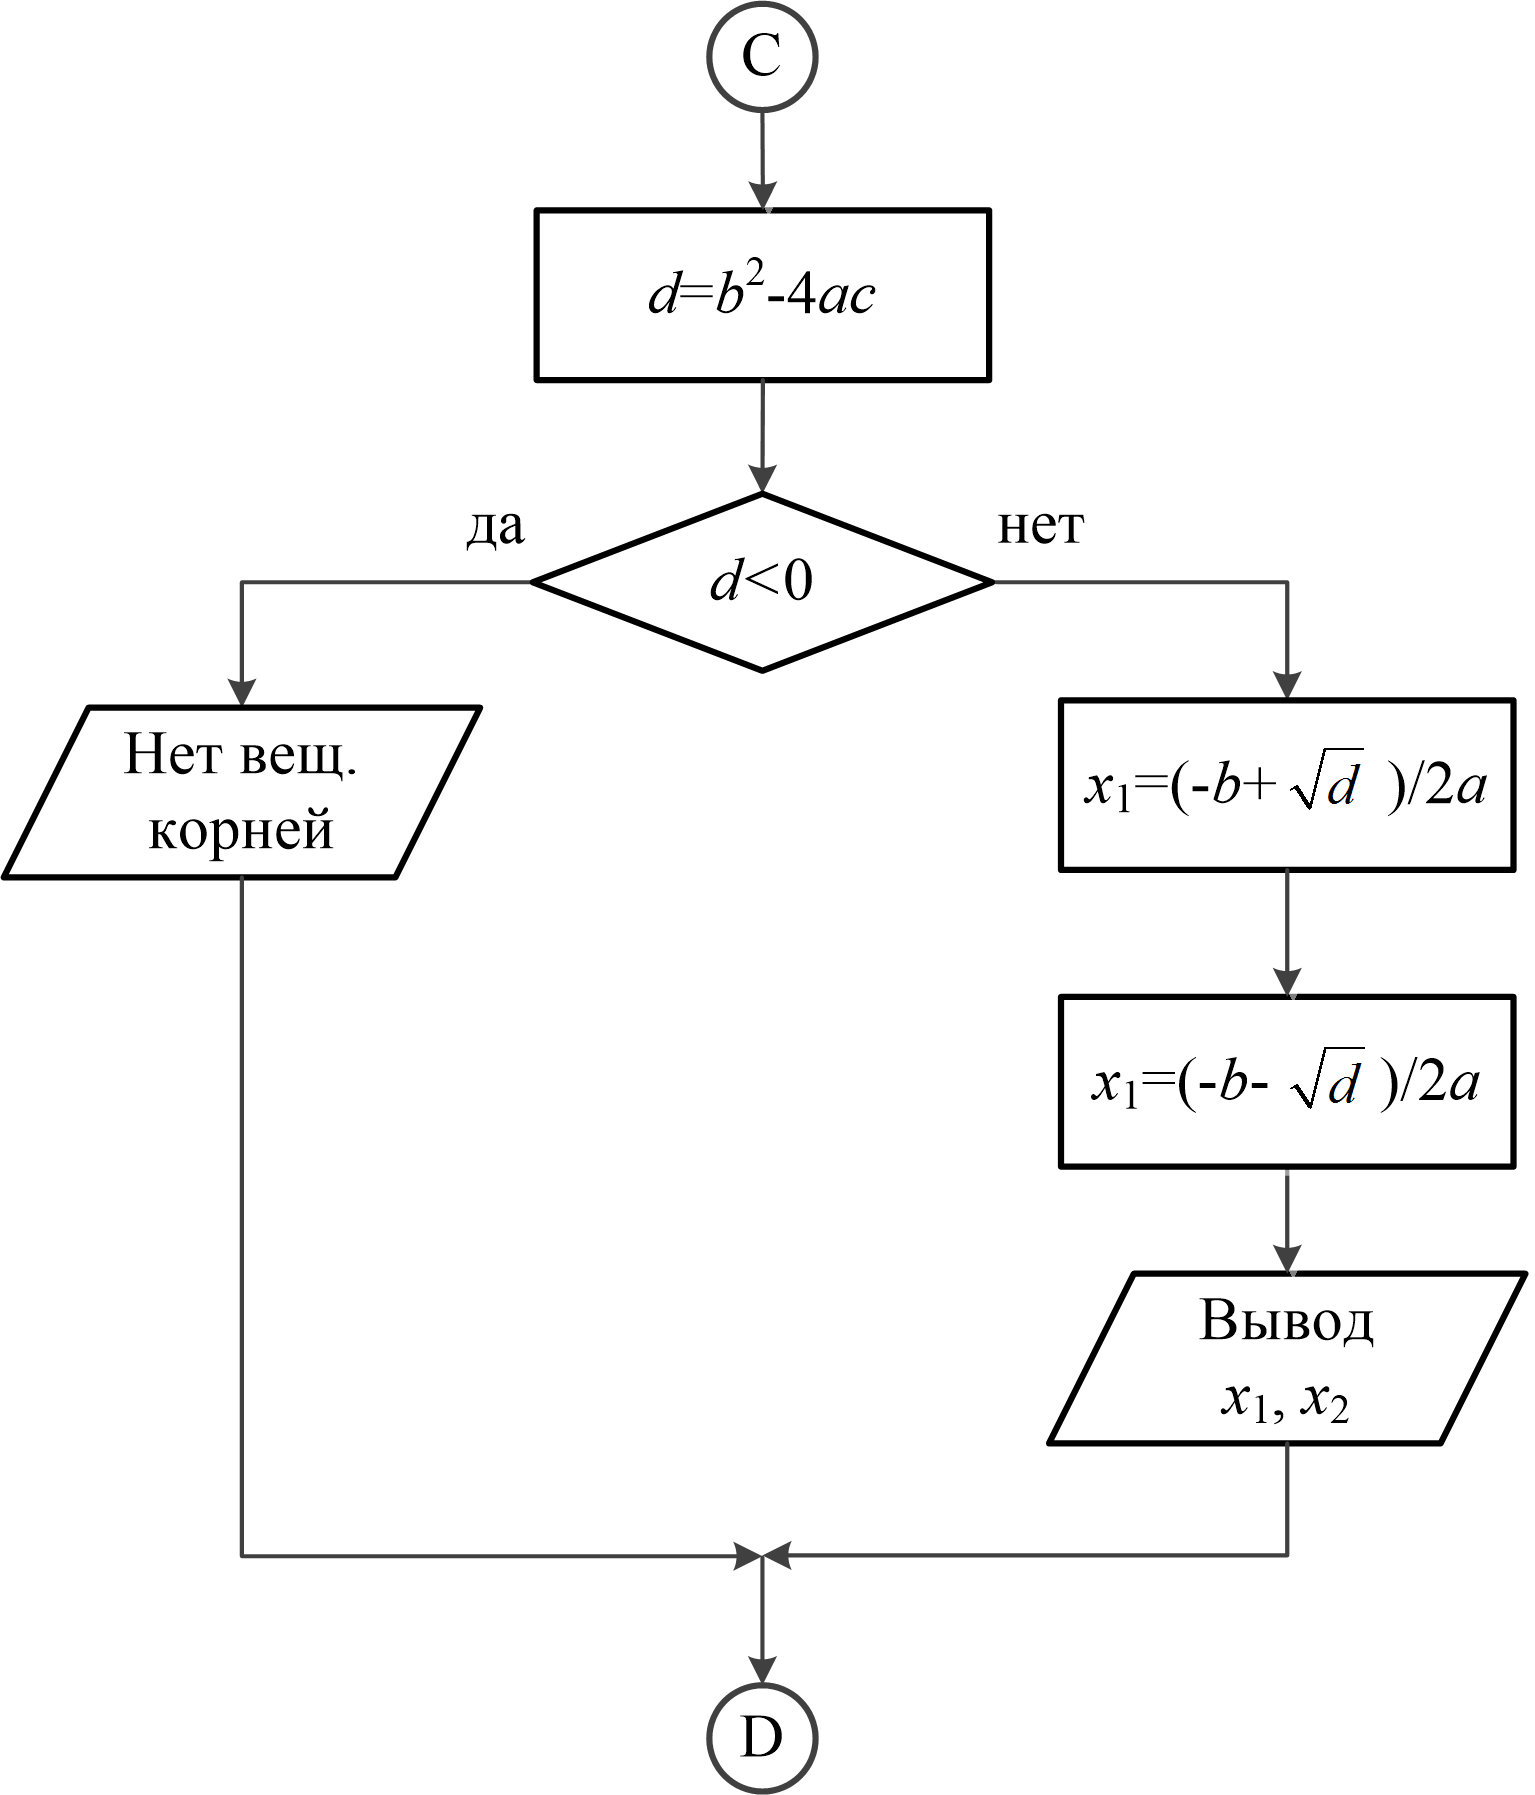 C
d=b²-4ac
да
нет
d<0
Нет вещ.
корней
x₁=(-b+√d )/2a
x₁=(-b-√d )/2a
Вывод
x₁, x₂
D